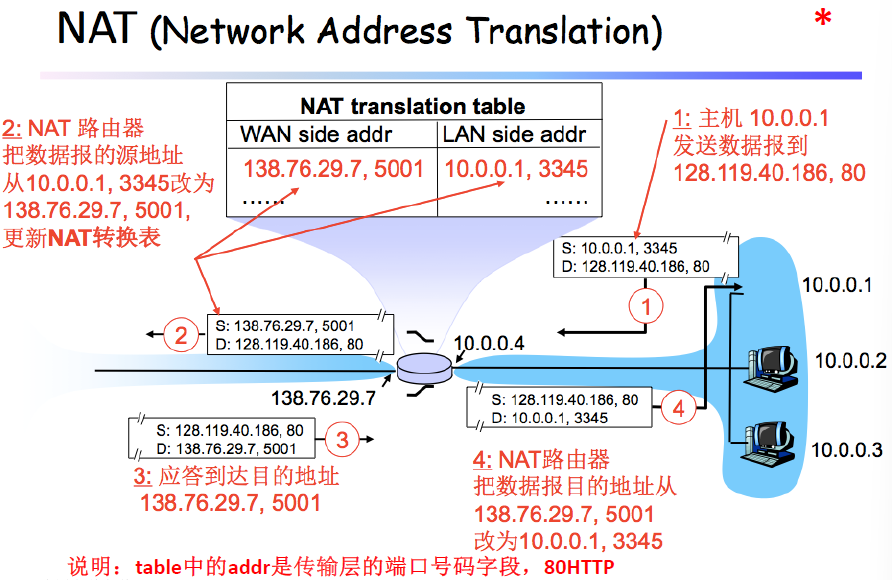 NAT (Network Address Translation)
*
NAT translation table
WAN side addr LAN side addr
138.76.29.7, 5001 10.0.0.1, 3345
...... ......
2: NAT 路由器
把数据报的源地址
从10.0.0.1, 3345改为
138.76.29.7, 5001,
更新NAT转换表
1: 主机 10.0.0.1
发送数据报到
128.119.40.186, 80
S: 10.0.0.1, 3345
D: 128.119.40.186, 80
1
10.0.0.1
S: 138.76.29.7, 5001
D: 128.119.40.186, 80
2
10.0.0.4
10.0.0.2
138.76.29.7
S: 128.119.40.186, 80
D: 10.0.0.1, 3345
4
S: 128.119.40.186, 80
D: 138.76.29.7, 5001
3
10.0.0.3
3: 应答到达目的地址
138.76.29.7, 5001
4: NAT路由器
把数据报目的地址从
138.76.29.7, 5001
改为10.0.0.1, 3345
说明：table中的addr是传输层的端口号码字段，80HTTP